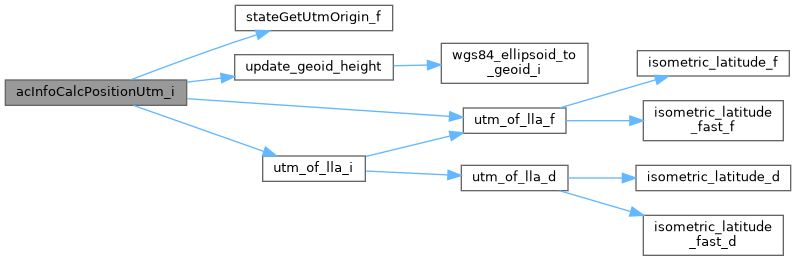 acInfoCalcPositionUtm_i
stateGetUtmOrigin_f
update_geoid_height
wgs84_ellipsoid_to
_geoid_i
utm_of_lla_f
isometric_latitude_f
isometric_latitude
_fast_f
utm_of_lla_i
utm_of_lla_d
isometric_latitude_d
isometric_latitude
_fast_d